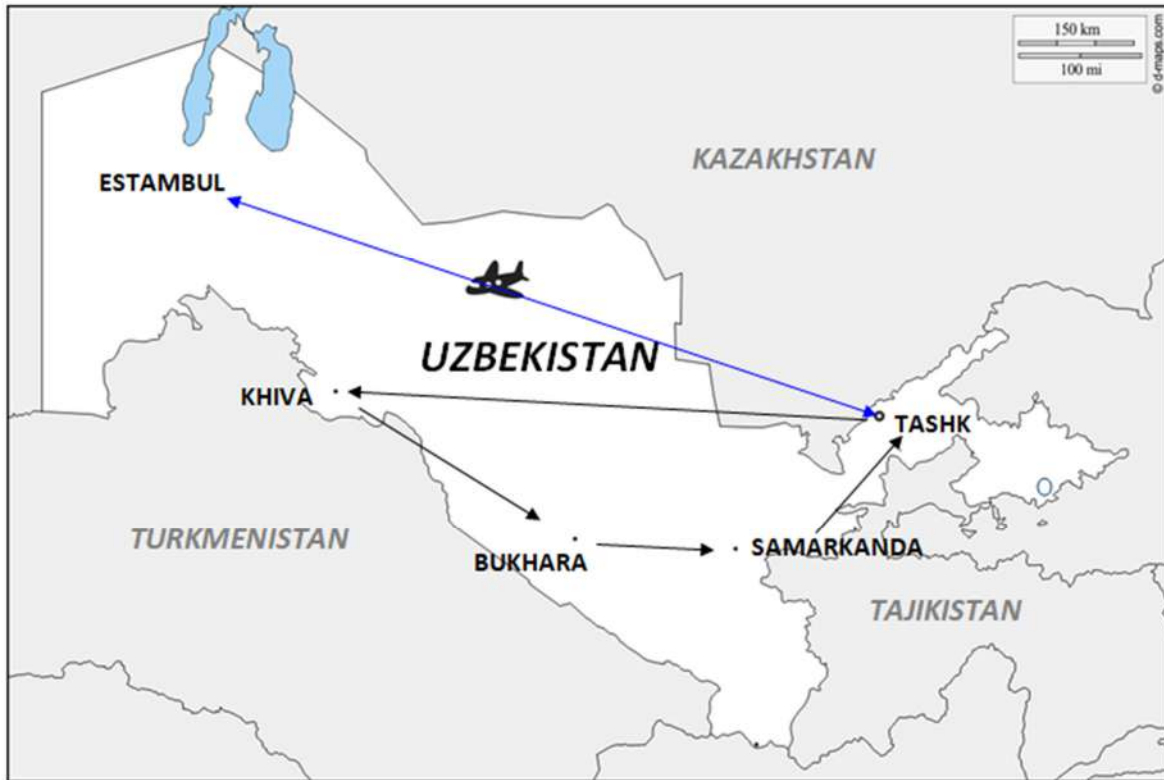 150 km
100 mi
© d-maps.com
KAZAKHSTAN
ESTAMBUL
UZBEKISTAN
KHIVA
TASHK
TURKMENISTAN
BUKHARA
SAMARKANDA
TAJIKISTAN